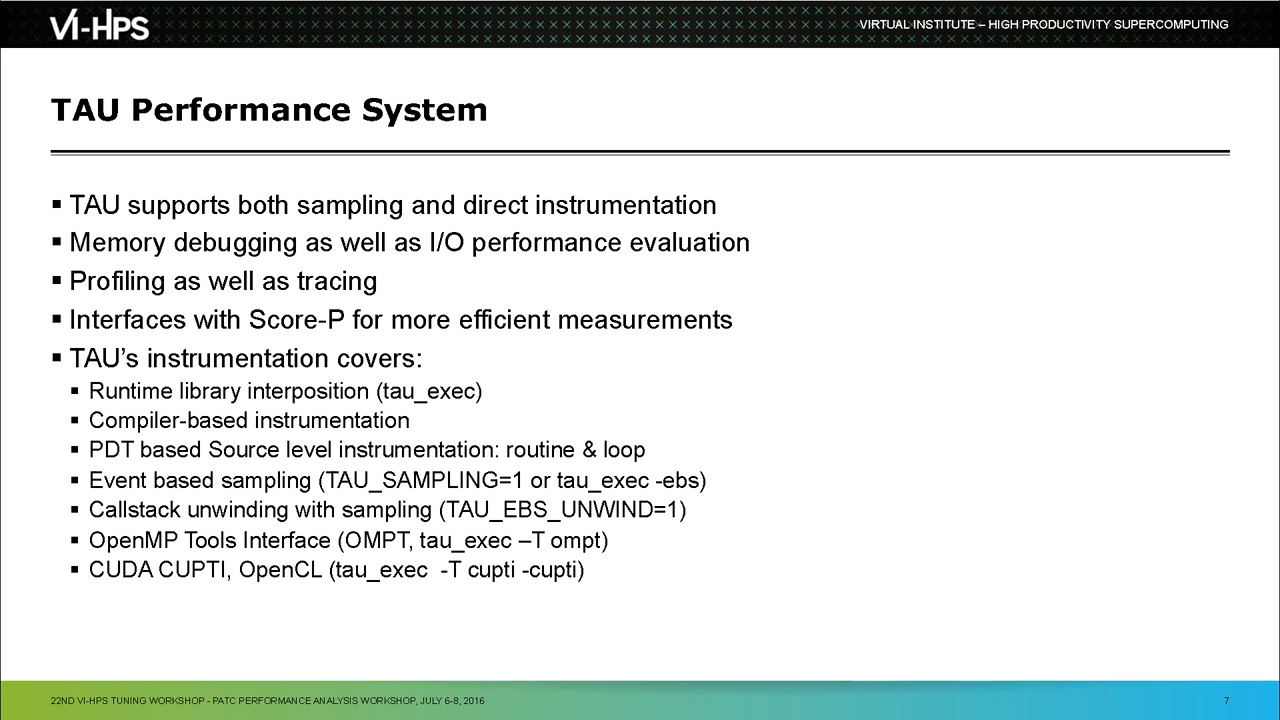 VI-HPS
VIRTUAL INSTITUTE – HIGH PRODUCTIVITY SUPERCOMPUTING
TAU Performance System
▪ TAU supports both sampling and direct instrumentation
▪ Memory debugging as well as I/O performance evaluation
▪ Profiling as well as tracing
▪ Interfaces with Score-P for more efficient measurements
▪ TAU’s instrumentation covers:
▪ Runtime library interposition (tau_exec)
▪ Compiler-based instrumentation
▪ PDT based Source level instrumentation: routine & loop
▪ Event based sampling (TAU_SAMPLING=1 or tau_exec -ebs)
▪ Callstack unwinding with sampling (TAU_EBS_UNWIND=1)
▪ OpenMP Tools Interface (OMPT, tau_exec –T ompt)
▪ CUDA CUPTI, OpenCL (tau_exec  -T cupti -cupti)
22ND VI-HPS TUNING WORKSHOP - PATC PERFORMANCE ANALYSIS WORKSHOP, JULY 6-8, 2016
7